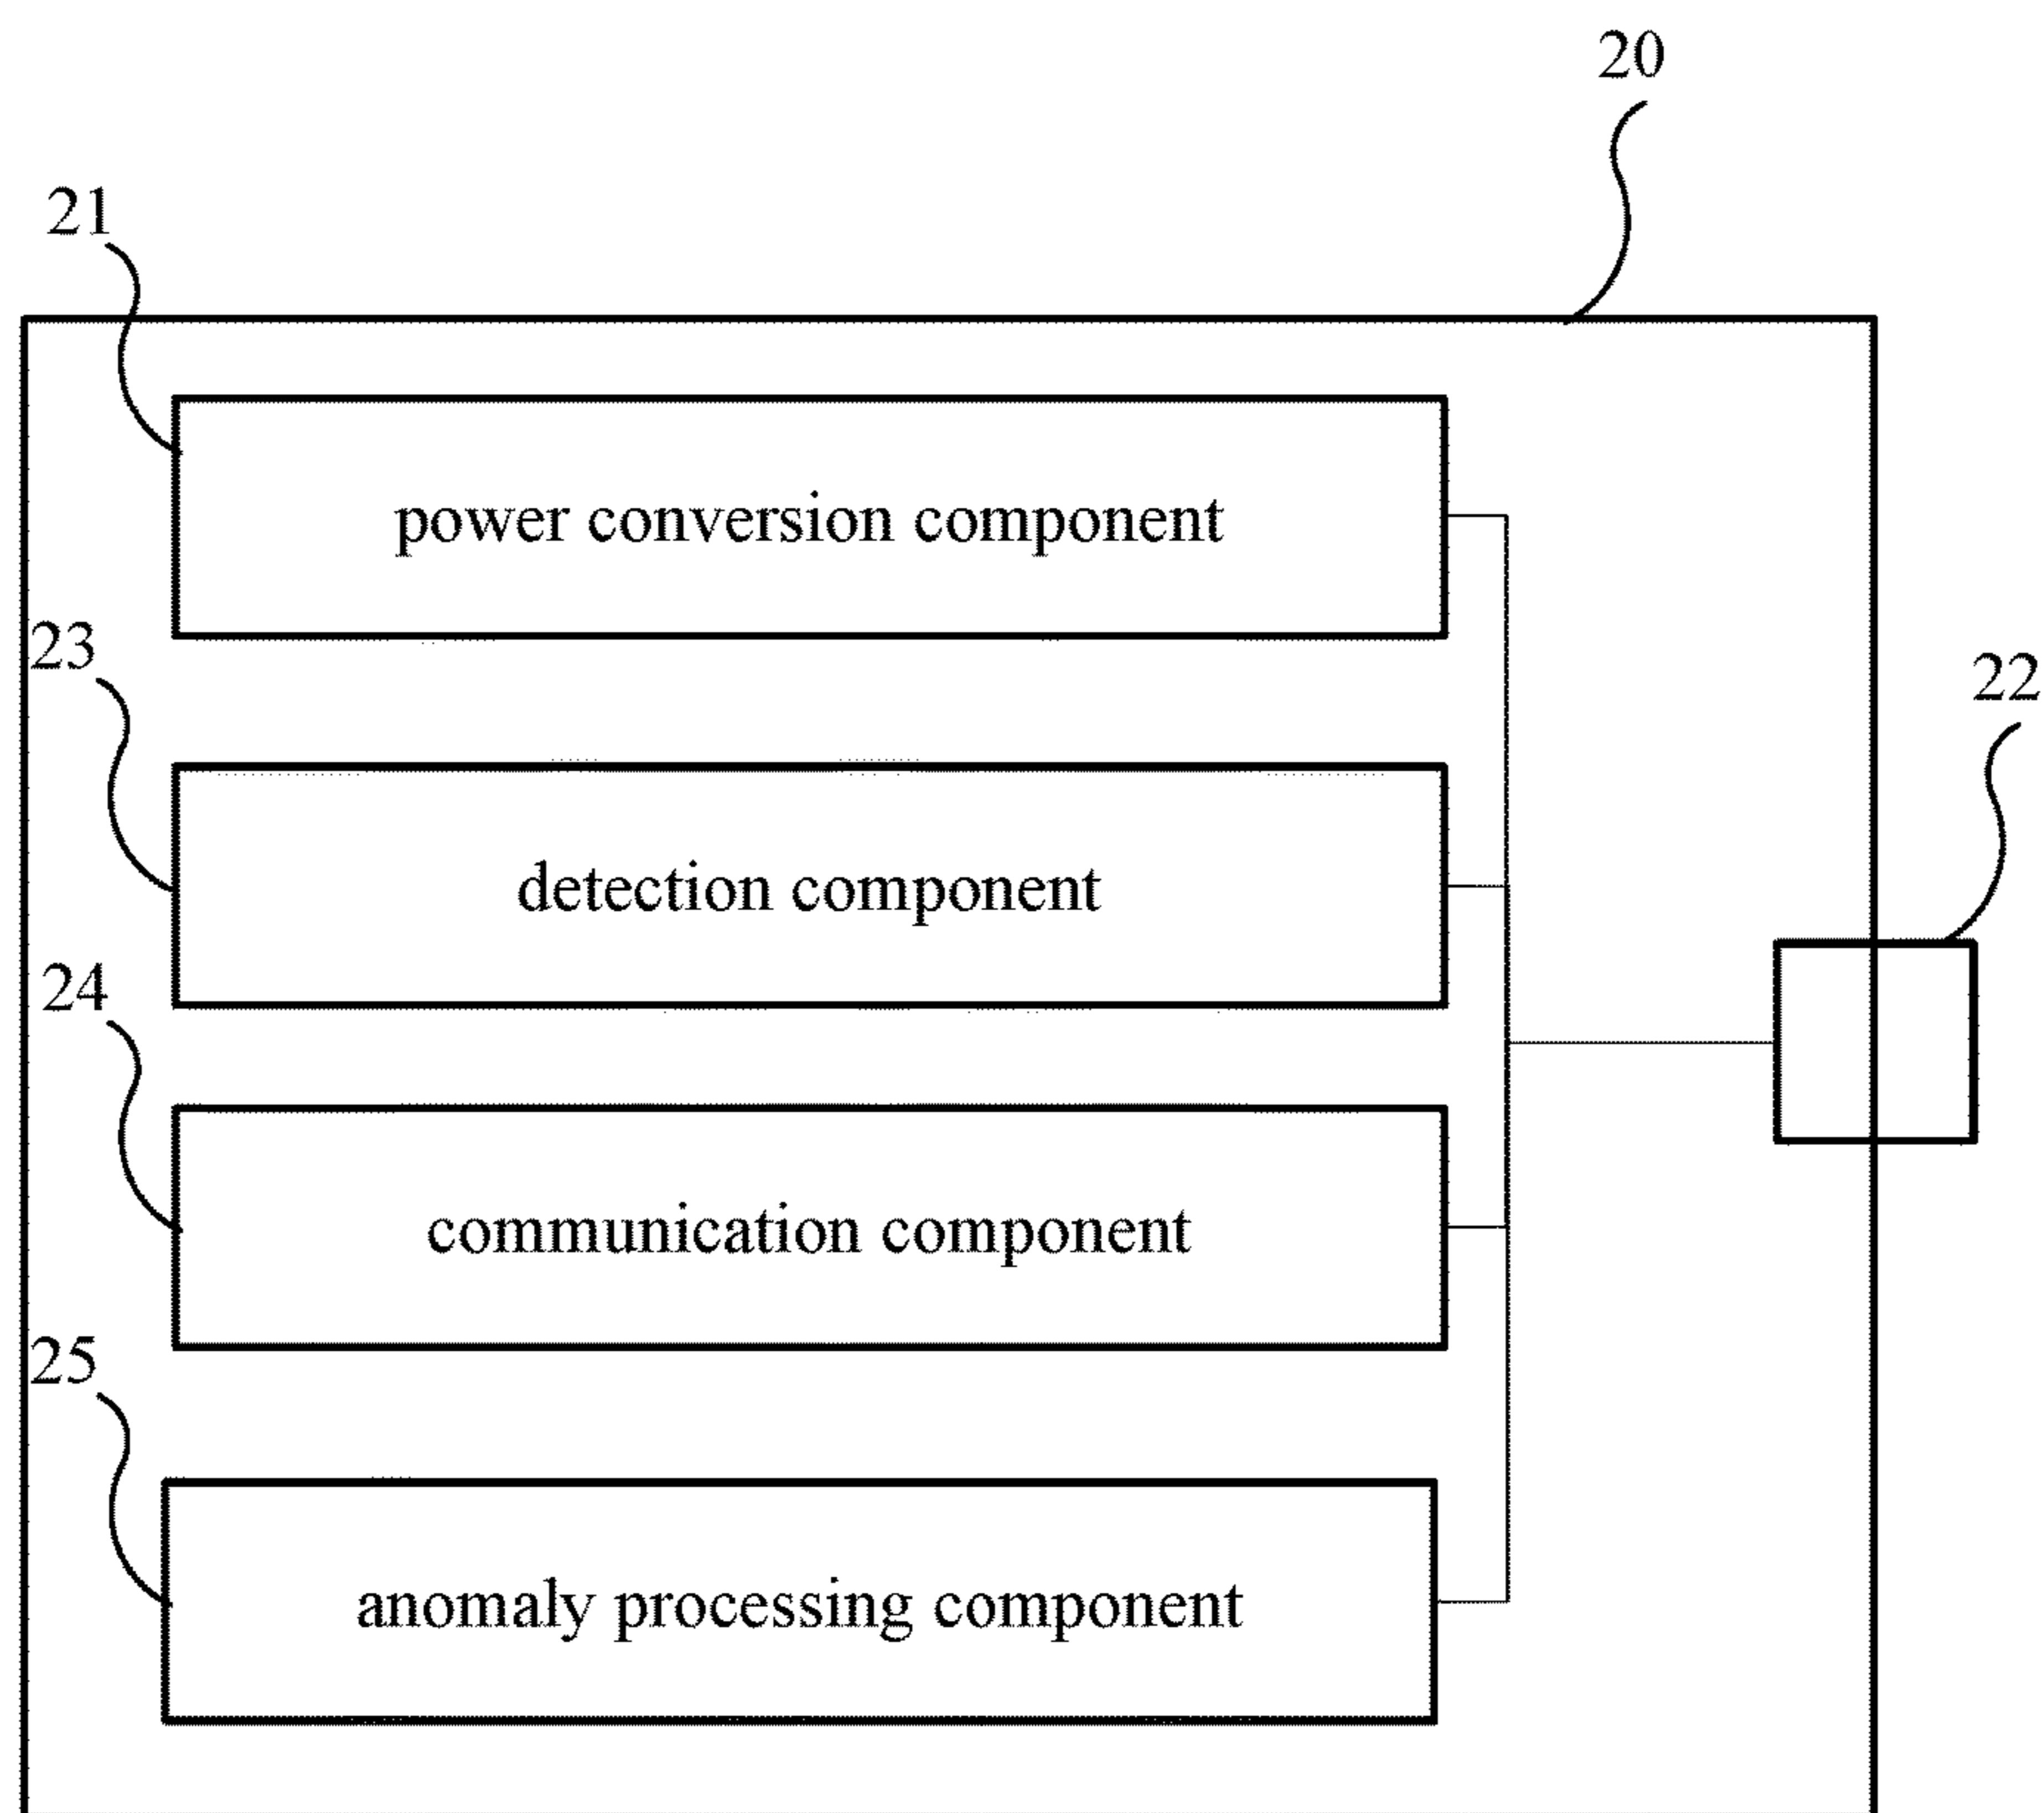 20
21
power conversion component
23
22
detection component
24
communication component
25
anomaly processing component